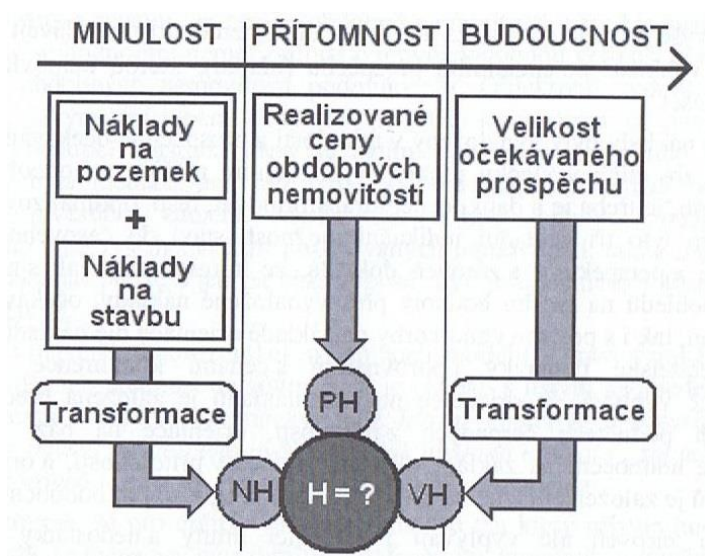 MINULOST
PŘÍTOMNOST
BUDOUCNOST
Náklady
na
pozemek
+
Náklady
na
stavbu
Realizované
ceny
obdobných
nemovitostí
Velikost
očekávaného
prospěchu
Transformace
PH
Transformace
NH
H = ?
VH